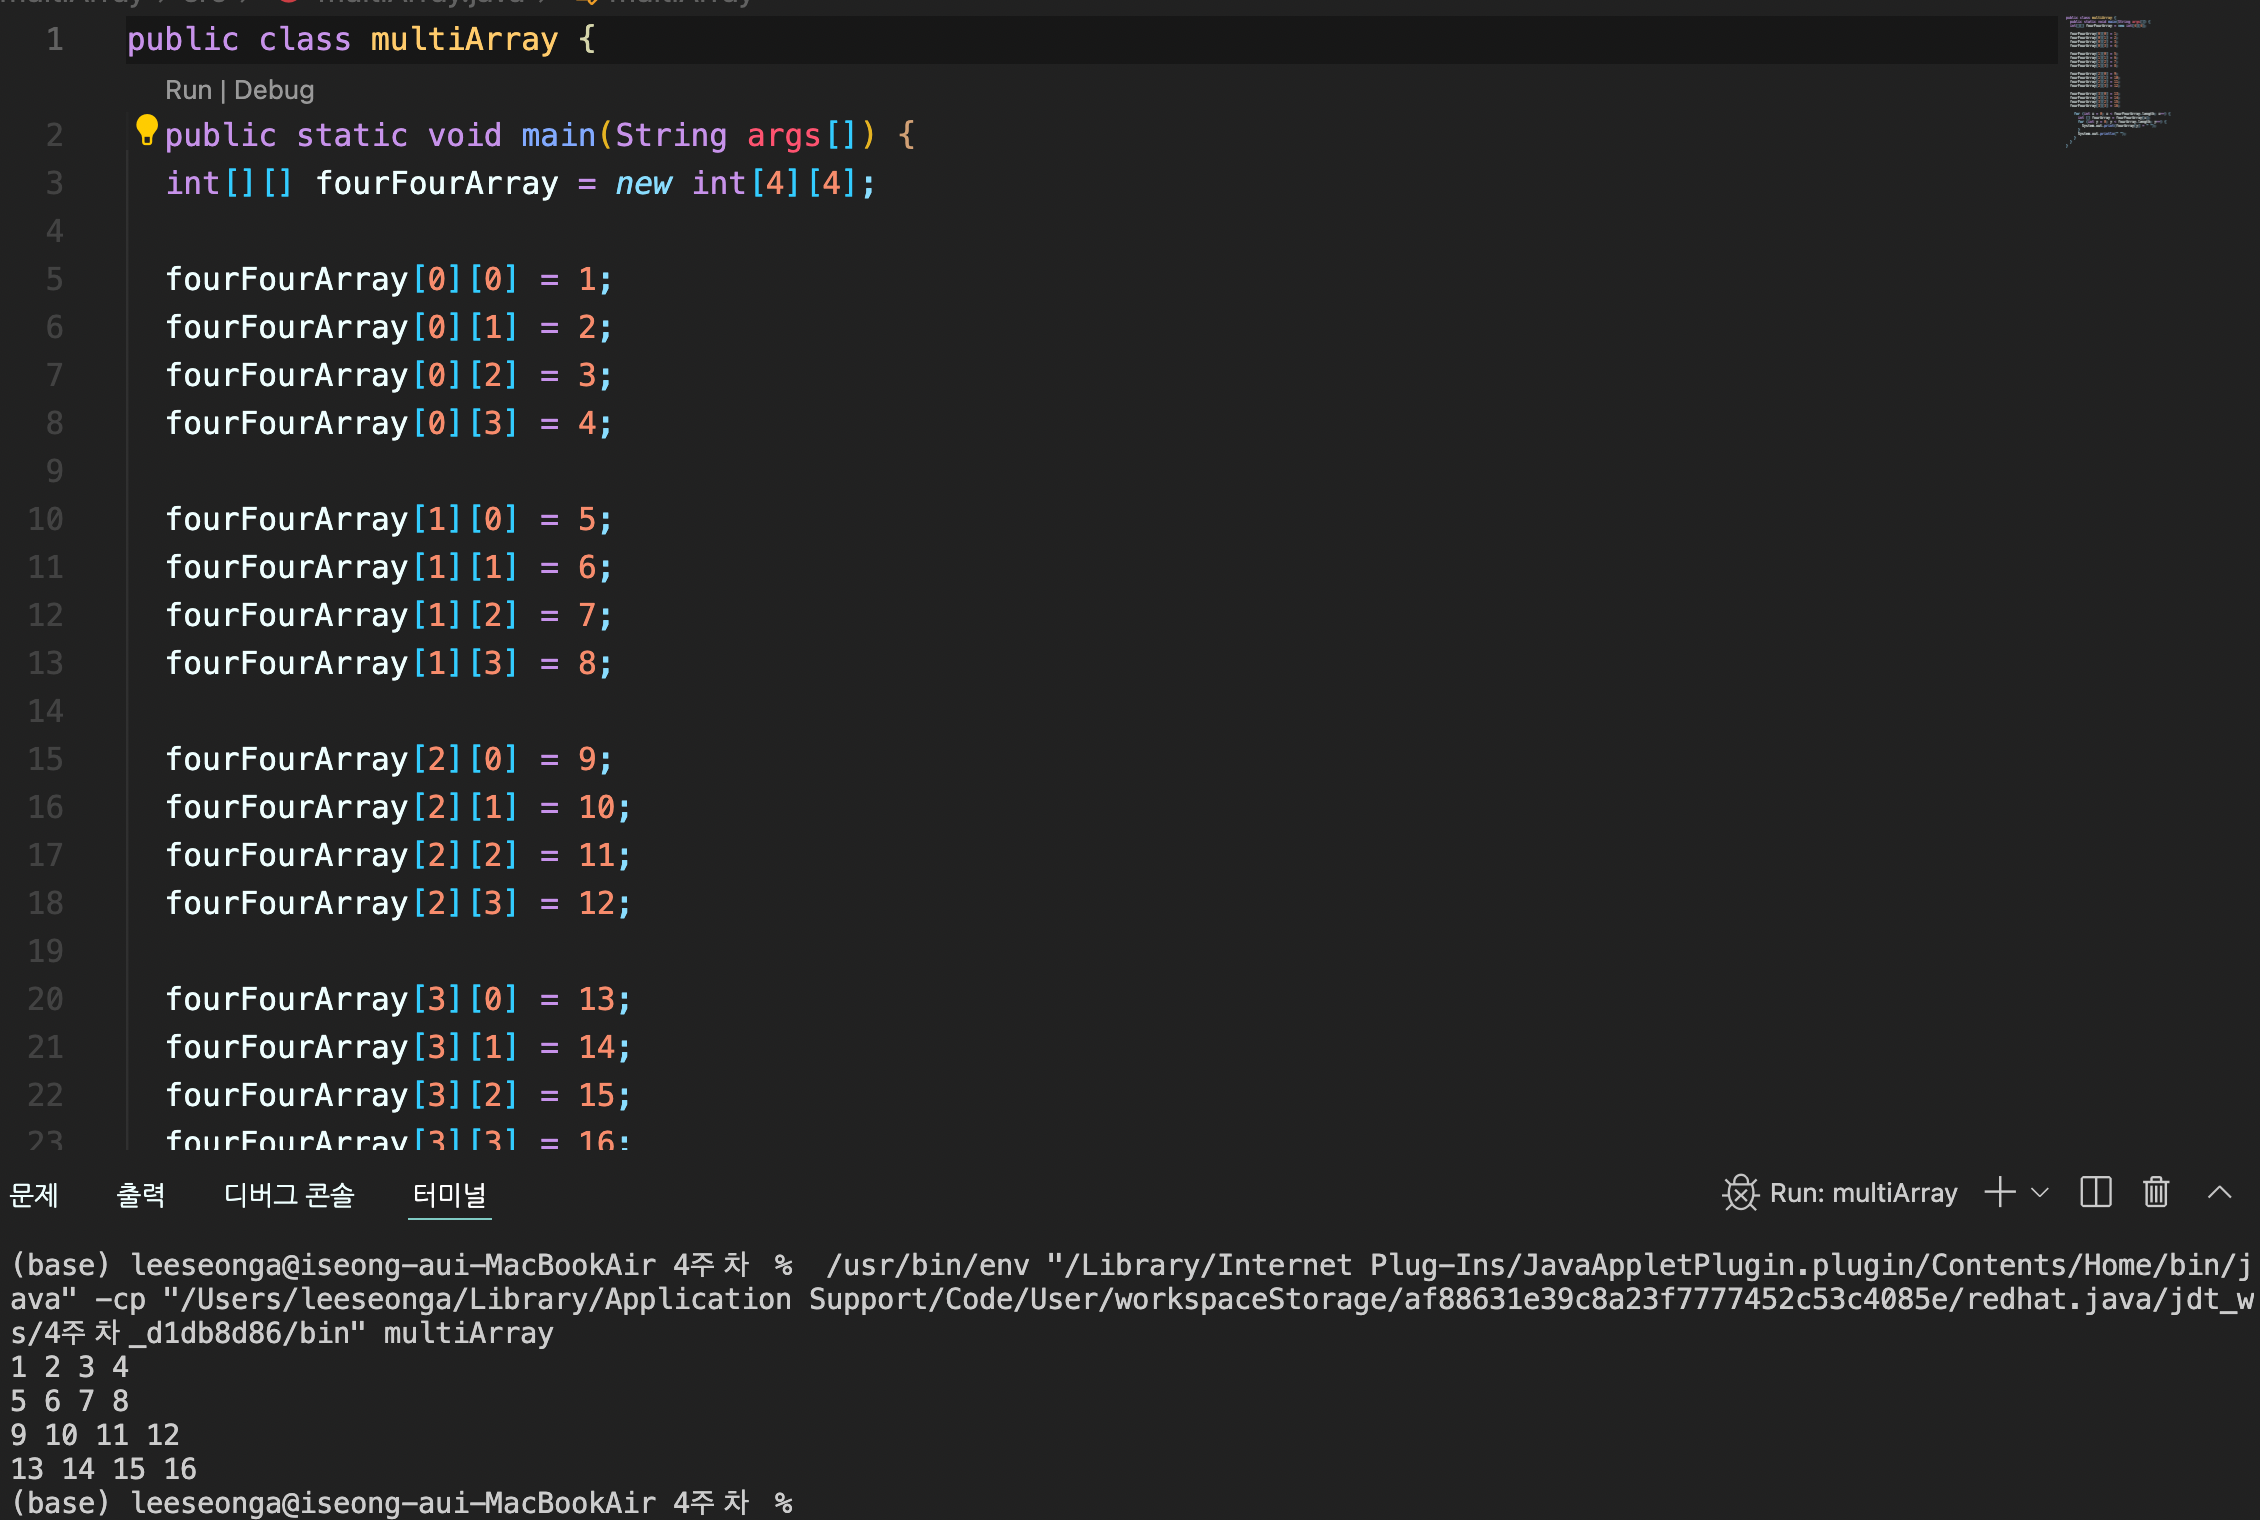 1 public class multiArray {
Run | Debug
2 public static void main(String args[]) {
3 int[][] fourFourArray = new int[4][4];
4
5 fourFourArray[0][0] = 1;
6 fourFourArray[0][1] = 2;
7 fourFourArray[0][2] = 3;
8 fourFourArray[0][3] = 4;
9
10 fourFourArray[1][0] = 5;
11 fourFourArray[1][1] = 6;
12 fourFourArray[1][2] = 7;
13 fourFourArray[1][3] = 8;
14
15 fourFourArray[2][0] = 9;
16 fourFourArray[2][1] = 10;
17 fourFourArray[2][2] = 11;
18 fourFourArray[2][3] = 12;
19
20 fourFourArray[3][0] = 13;
21 fourFourArray[3][1] = 14;
22 fourFourArray[3][2] = 15;
23 fourFourArray[3][3] = 16;
문제 출력 디버그 콘솔 터미널 Run: multiArray
(base) leeseonga@iseong-aui-MacBookAir 4주차 % /usr/bin/env "/Library/Internet Plug-Ins/JavaAppletPlugin.plugin/Contents/Home/bin/j
ava" -cp "/Users/leeseonga/Library/Application Support/Code/User/workspaceStorage/af88631e39c8a23f7777452c53c4085e/redhat.java/jdt_w
s/4주차_d1db8d86/bin" multiArray
1 2 3 4
5 6 7 8
9 10 11 12
13 14 15 16
(base) leeseonga@iseong-aui-MacBookAir 4주차 %